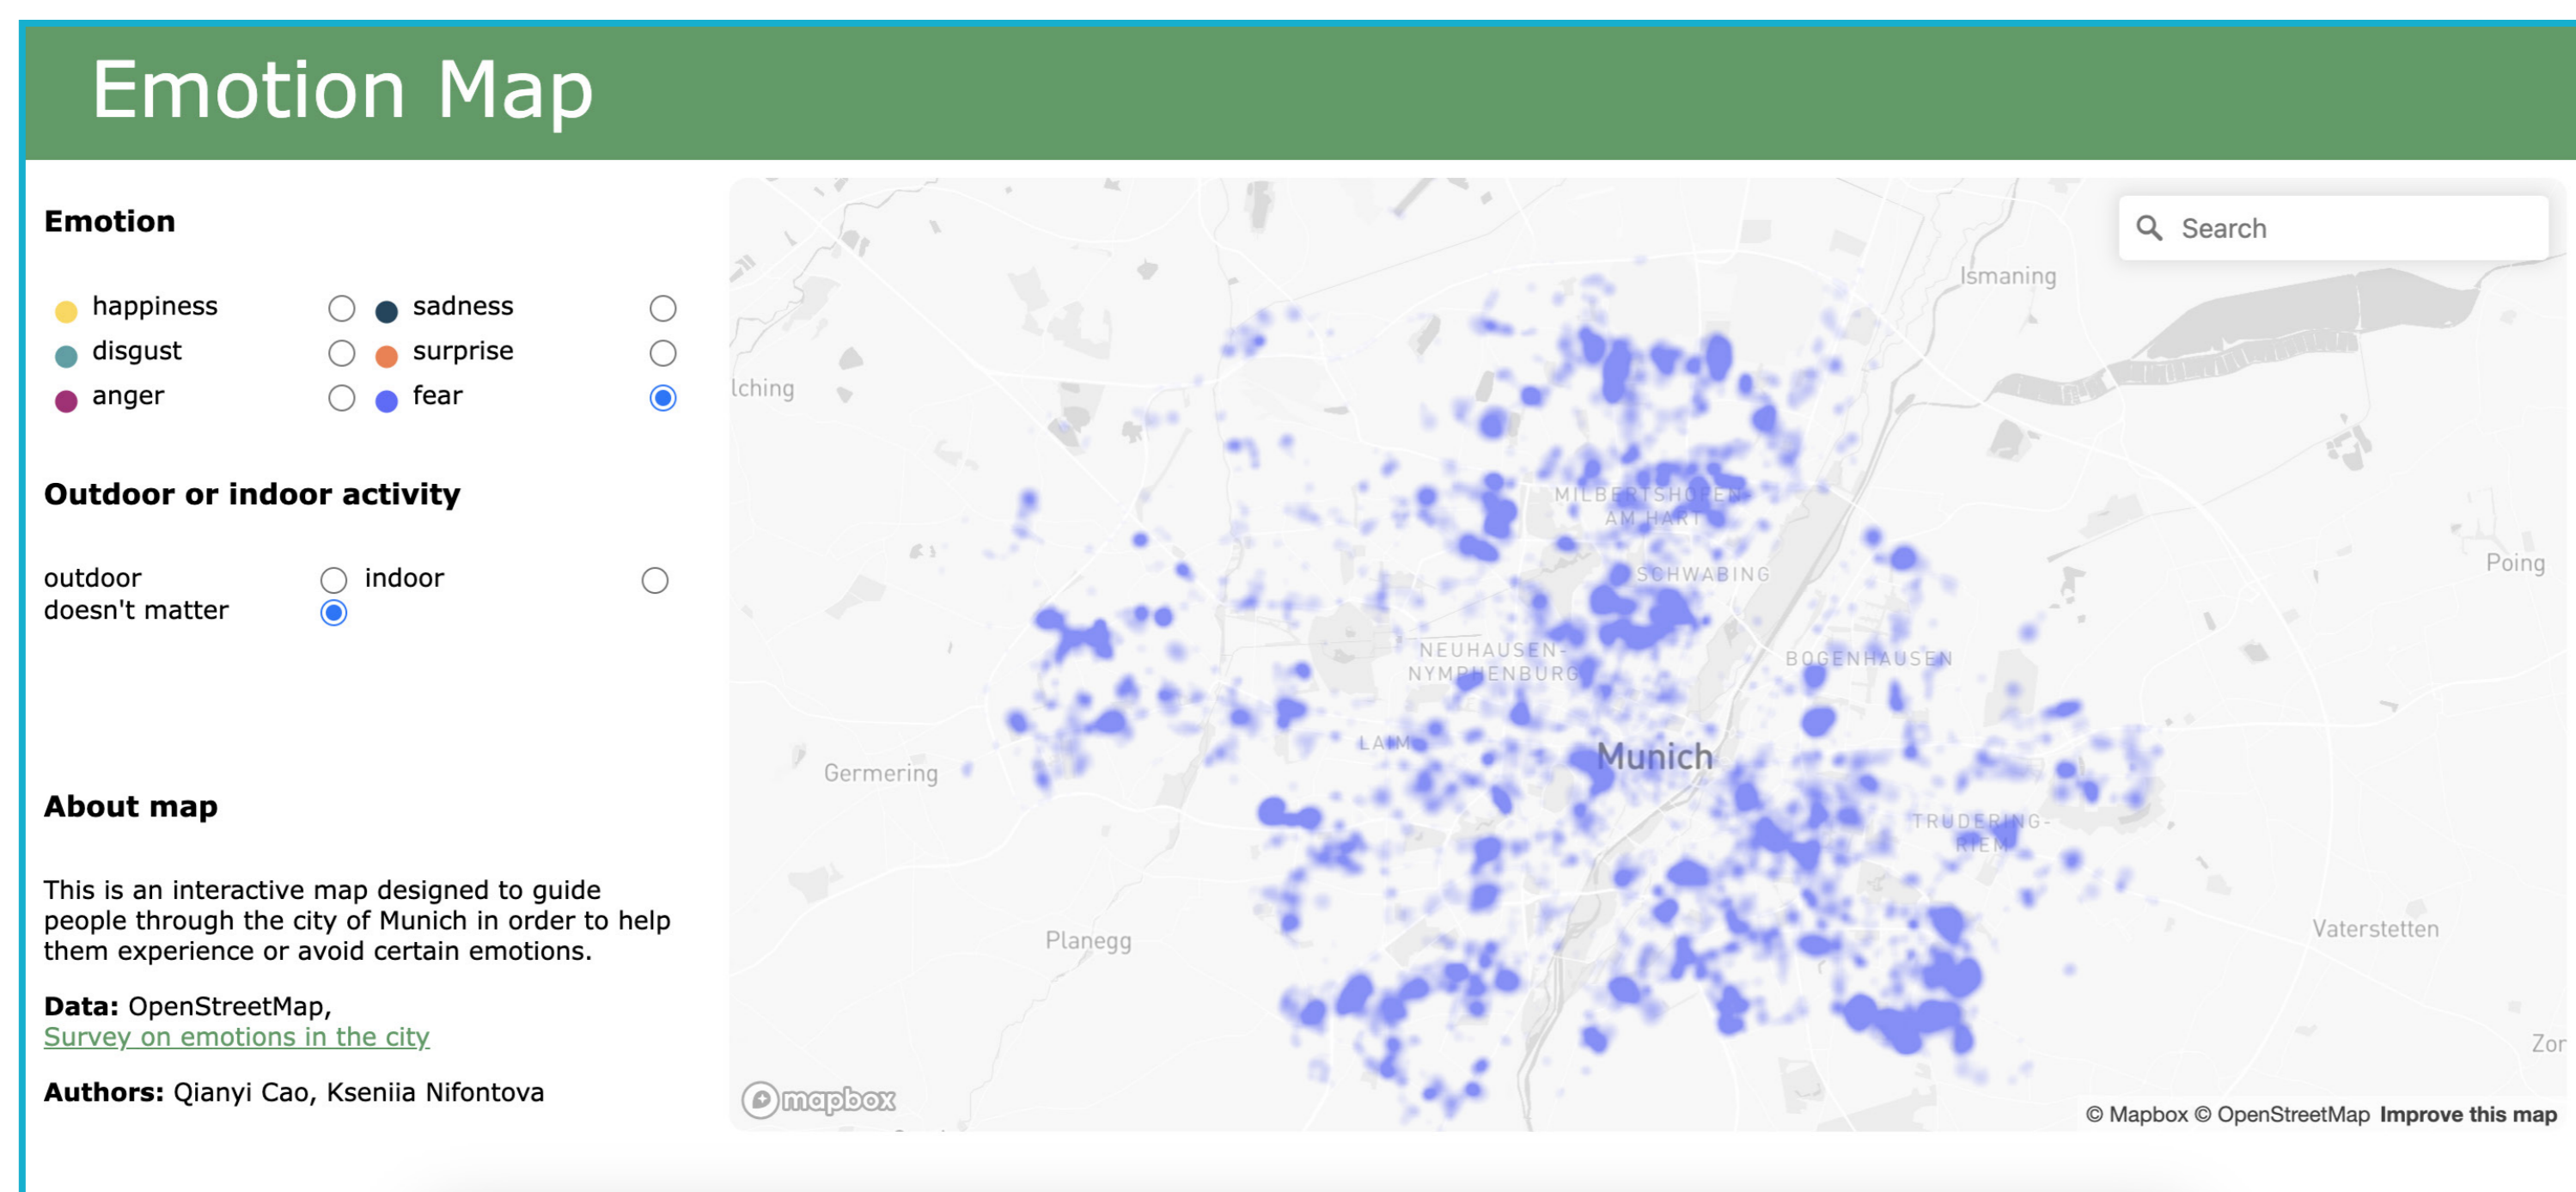 Emotion Map
Emotion
happiness
sadness
disgust
surprise
anger
fear
Outdoor or indoor activity
outdoor
indoor
doesn't matter
About map
This is an interactive map designed to guide
people through the city of Munich in order to help
them experience or avoid certain emotions.
Data: OpenStreetMap,
Survey on emotions in the city
Authors: Qianyi Cao, Kseniia Nifontova
Search
Ismaning
lching
MILBERTSHOFEN-
AM HART
Poing
SCHWABING
NEUHAUSEN-
NYMPHENBURG
BOGENHAUSEN
LAIM
Munich
Germering
TRUDERING-
RIEM
Vaterstetten
Planegg
Zor
mapbox
© Mapbox © OpenStreetMap Improve this map